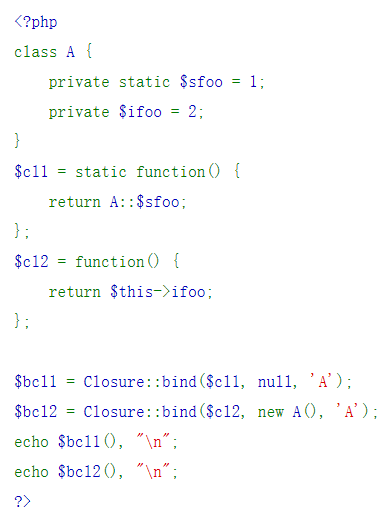 <?php
class A {
    private static $sfoo = 1;
    private $ifoo = 2;
}
$cl1 = static function() {
    return A::$sfoo;
};
$cl2 = function() {
    return $this->ifoo;
};

$bcl1 = Closure::bind($cl1, null, 'A');
$bcl2 = Closure::bind($cl2, new A(), 'A');
echo $bcl1(), "\n";
echo $bcl2(), "\n";
?>